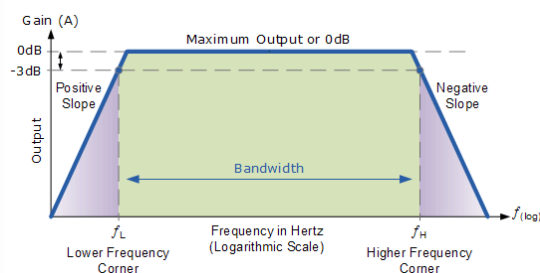 Gain (A)
0dB
Maximum Output or 0dB
-3dB
Positive
Slope
Negative
Slope
Output
Bandwidth
fL
Frequency in Hertz
(Logarithmic Scale)
fH
f(log)
Lower Frequency
Corner
Higher Frequency
Corner